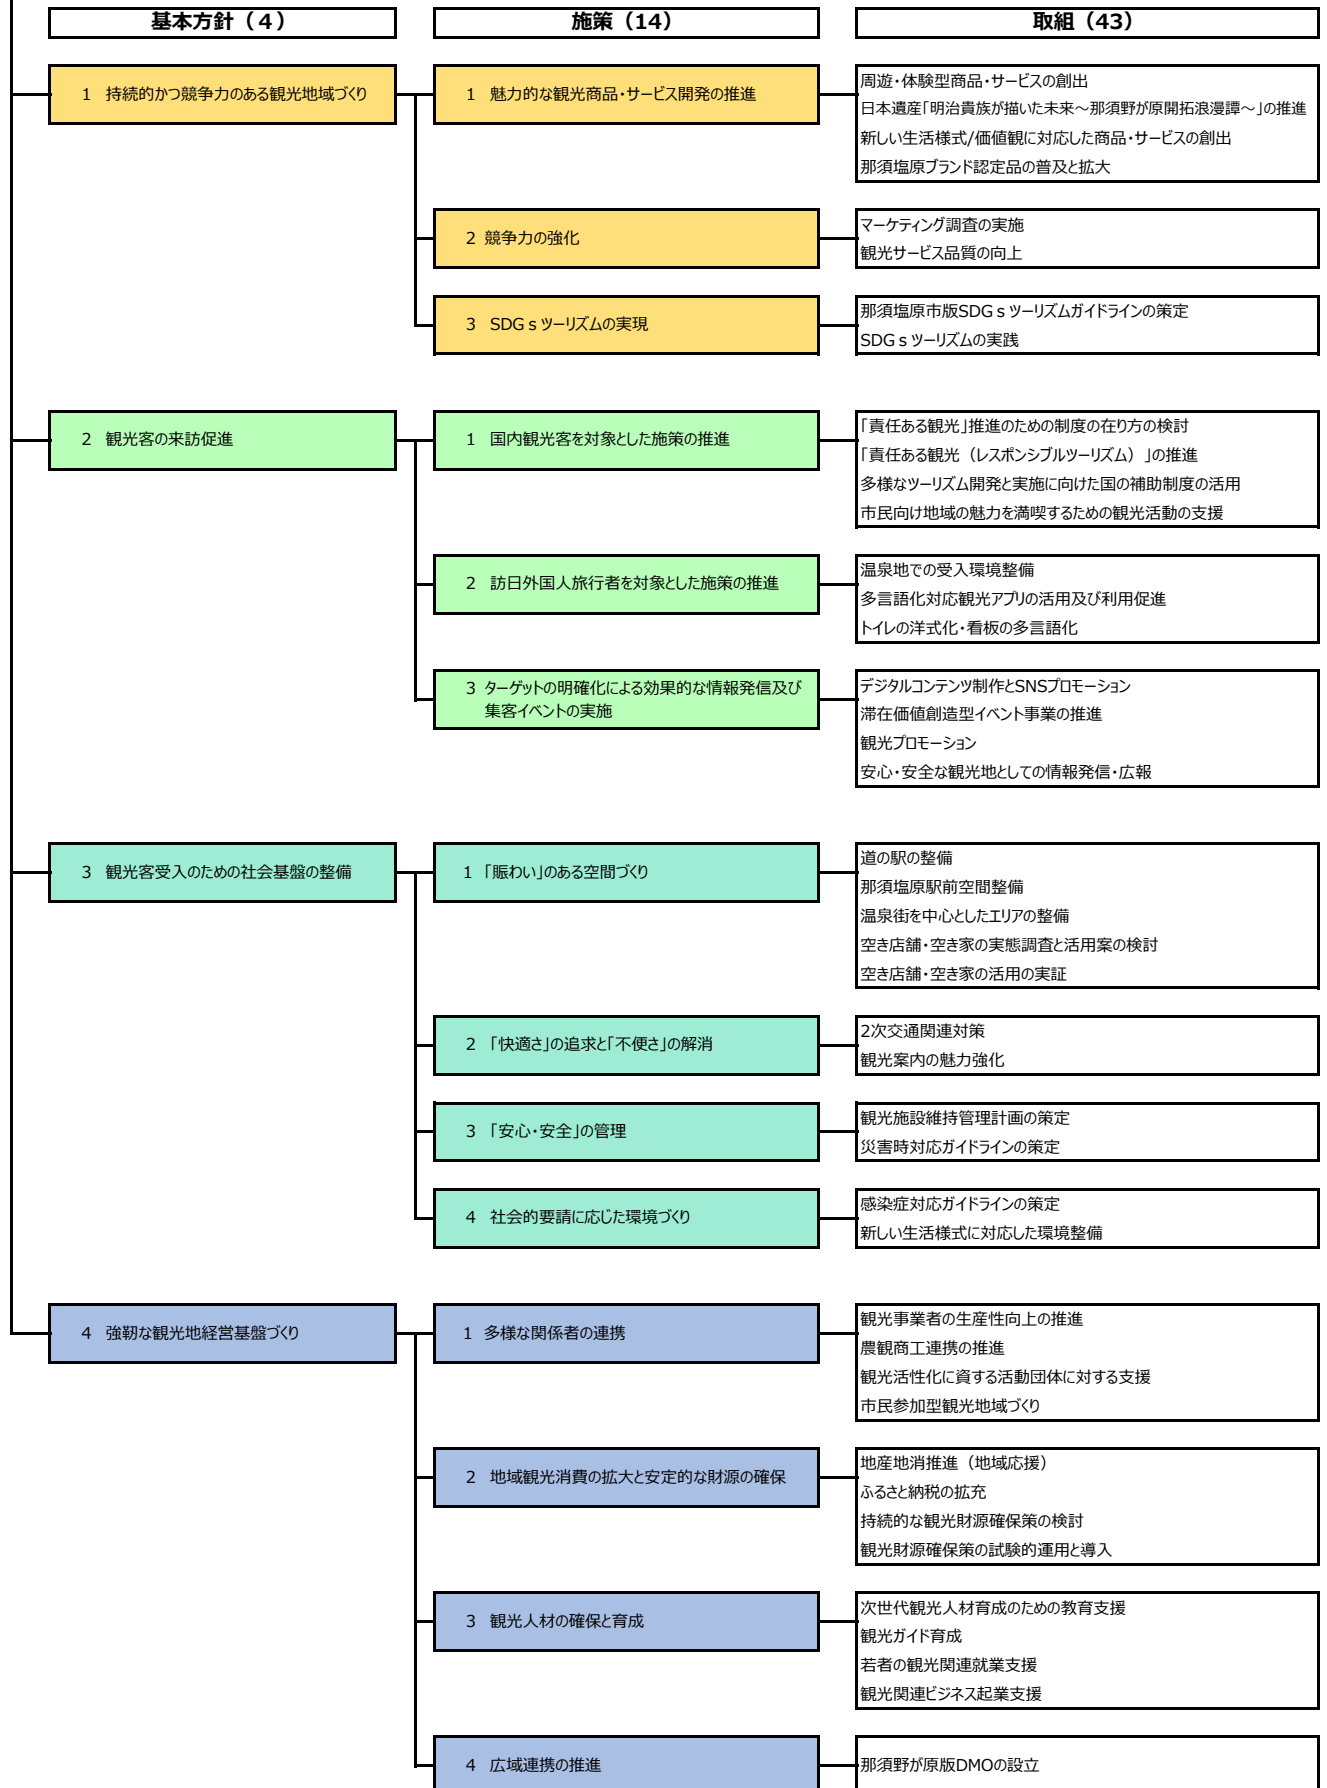 基本方針（４）
施策（14）
取組（43）
1 持続的かつ競争力のある観光地域づくり
1 魅力的な観光商品・サービス開発の推進
周遊・体験型商品・サービスの創出
日本遺産「明治貴族が描いた未来～那須野が原開拓浪漫譚～」の推進
新しい生活様式/価値観に対応した商品・サービスの創出
那須塩原ブランド認定品の普及と拡大
2 競争力の強化
マーケティング調査の実施
観光サービス品質の向上
3 SDGｓツーリズムの実現
那須塩原市版SDGｓツーリズムガイドラインの策定
SDGｓツーリズムの実践
2 観光客の来訪促進
1 国内観光客を対象とした施策の推進
「責任ある観光」推進のための制度の在り方の検討
「責任ある観光（レスポンシブルツーリズム）」の推進
多様なツーリズム開発と実施に向けた国の補助制度の活用
市民向け地域の魅力を満喫するための観光活動の支援
2 訪日外国人旅行者を対象とした施策の推進
温泉地での受入環境整備
多言語化対応観光アプリの活用及び利用促進
トイレの洋式化・看板の多言語化
3 ターゲットの明確化による効果的な情報発信及び
集客イベントの実施
デジタルコンテンツ制作とSNSプロモーション
滞在価値創造型イベント事業の推進
観光プロモーション
安心・安全な観光地としての情報発信・広報
3 観光客受入のための社会基盤の整備
1 「賑わい」のある空間づくり
道の駅の整備
那須塩原駅前空間整備
温泉街を中心としたエリアの整備
空き店舗・空き家の実態調査と活用案の検討
空き店舗・空き家の活用の実証
2 「快適さ」の追求と「不便さ」の解消
2次交通関連対策
観光案内の魅力強化
3 「安心・安全」の管理
観光施設維持管理計画の策定
災害時対応ガイドラインの策定
4 社会的要請に応じた環境づくり
感染症対応ガイドラインの策定
新しい生活様式に対応した環境整備
4 強靭な観光地経営基盤づくり
1 多様な関係者の連携
観光事業者の生産性向上の推進
農観商工連携の推進
観光活性化に資する活動団体に対する支援
市民参加型観光地域づくり
2 地域観光消費の拡大と安定的な財源の確保
地産地消推進（地域応援）
ふるさと納税の拡充
持続的な観光財源確保策の検討
観光財源確保策の試験的運用と導入
3 観光人材の確保と育成
次世代観光人材育成のための教育支援
観光ガイド育成
若者の観光関連就業支援
観光関連ビジネス起業支援
4 広域連携の推進
那須野が原版DMOの設立